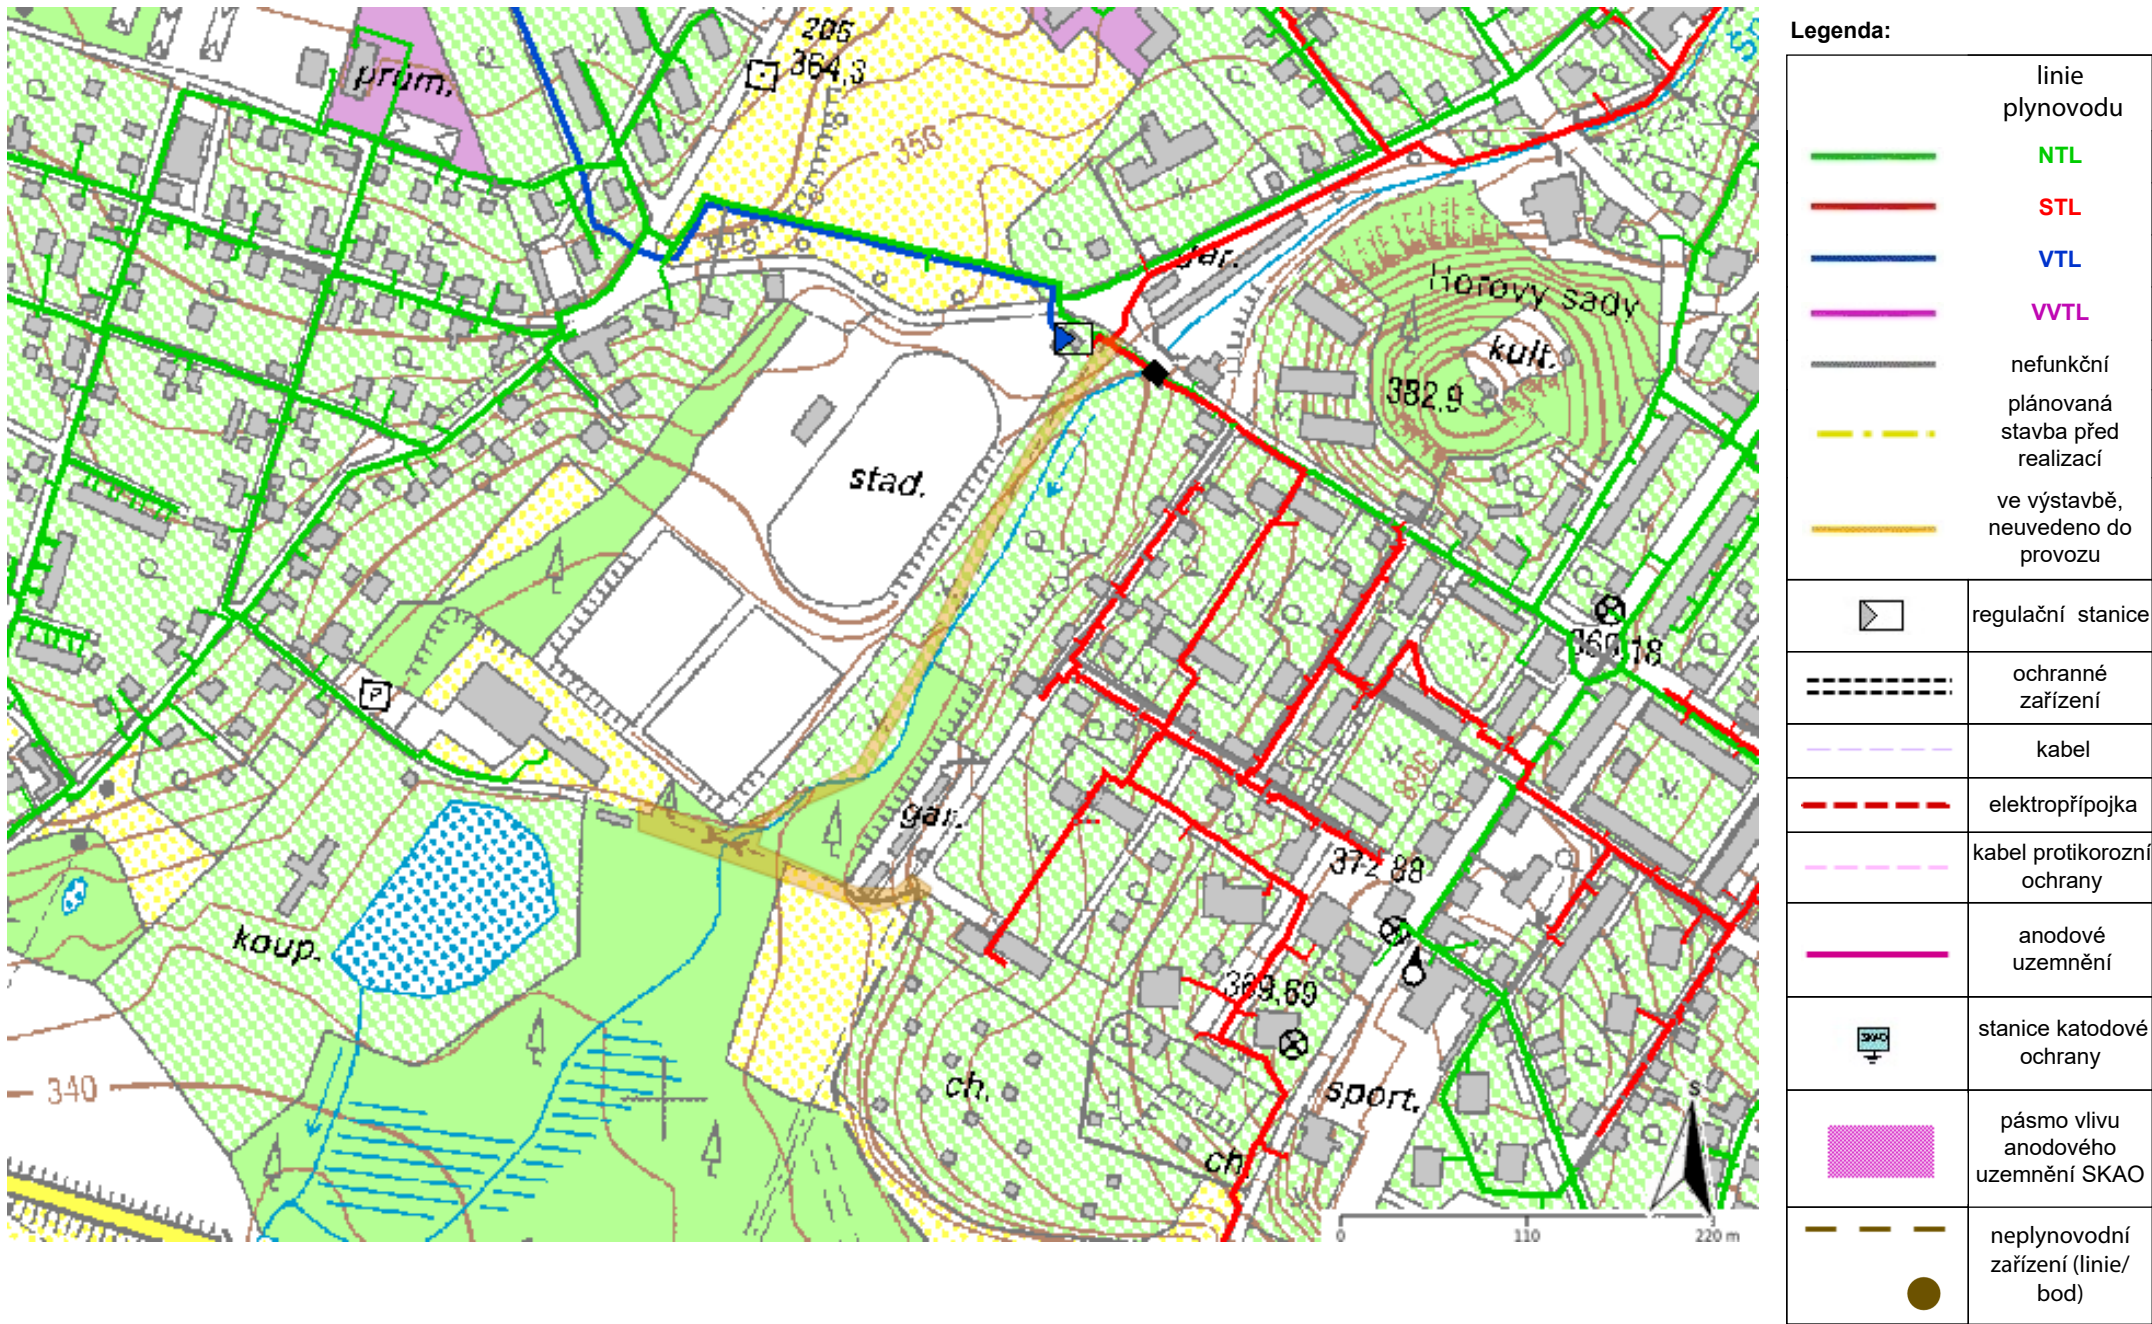 205
364,3
prům.
356
gar.
Hořovy sady
kult.
382,9
stad.
P
gar.
368
372 88
koup.
369,69
340
ch.
sport.
ch
S
0 110 220 m
Legenda:
linie
plynovodu
NTL
STL
VTL
VVTL
nefunkční
plánovaná
stavba před
realizací
ve výstavbě,
neuvedeno do
provozu
regulační stanice
ochranné
zařízení
kabel
elektropřípojka
kabel protikorozní
ochrany
anodové
uzemnění
SKAO
stanice katodové
ochrany
pásmo vlivu
anodového
uzemnění SKAO
neplynovodní
zařízení (linie/
bod)